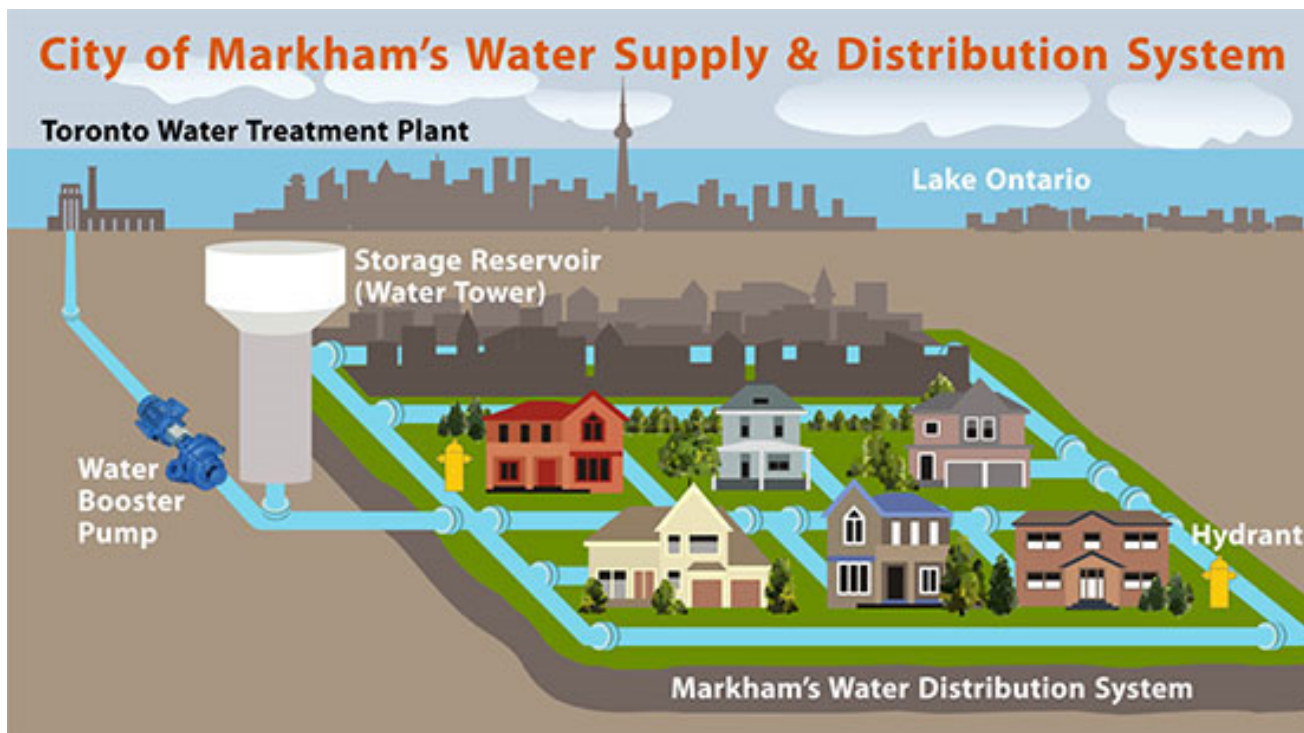 City of Markham's Water Supply & Distribution System
Toronto Water Treatment Plant
Lake Ontario
Storage Reservoir
(Water Tower)
Water
Booster
Pump
Hydrant
Markham's Water Distribution System